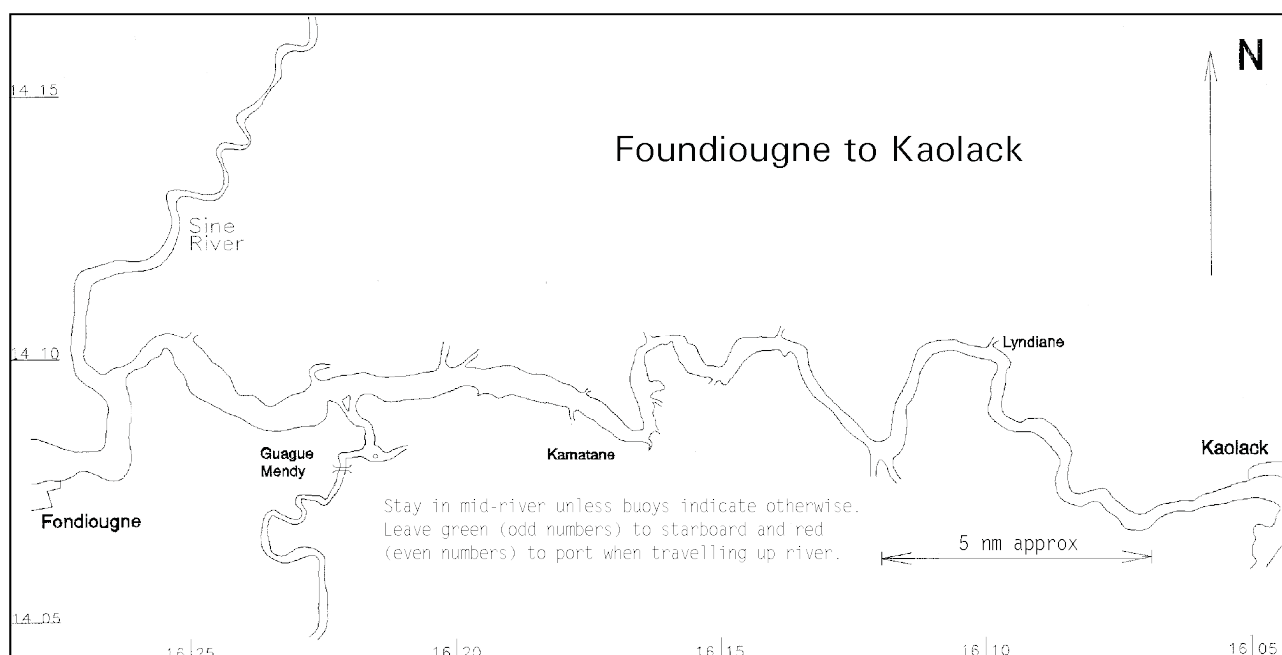 N
14 15
Foundiougne to Kaolack
Sine
River
14 10
Lyndiane
Guague
Mendy
Kamatane
Kaolack
Fondiougne
Stay in mid-river unless buoys indicate otherwise.
Leave green (odd numbers) to starboard and red
(even numbers) to port when travelling up river.
5 nm approx
14 05
16 25
16 20
16 15
16 10
16 05